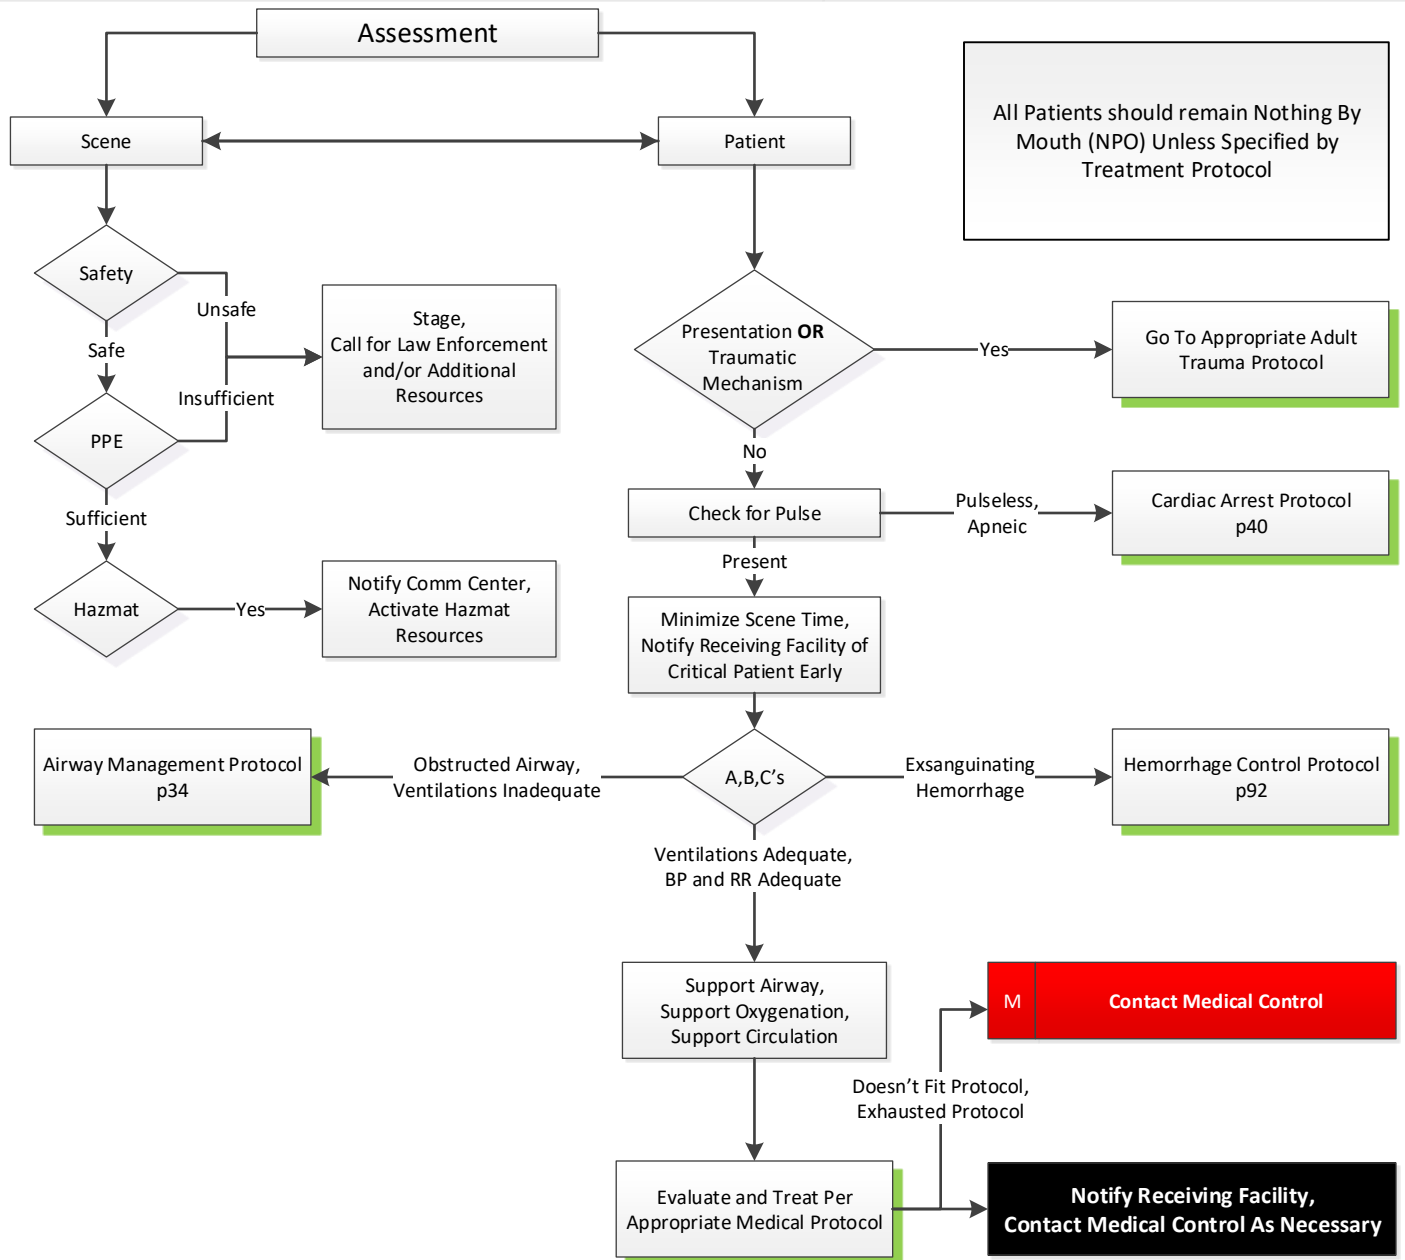 Assessment
Scene
Patient
All Patients should remain Nothing By
Mouth (NPO) Unless Specified by
Treatment Protocol
Safety
Unsafe
Safe
Stage,
Call for Law Enforcement
and/or Additional
Resources
Insufficient
PPE
Sufficient
Hazmat
Yes
Notify Comm Center,
Activate Hazmat
Resources
Presentation OR
Traumatic
Mechanism
Yes
Go To Appropriate Adult
Trauma Protocol
No
Check for Pulse
Pulseless,
Apneic
Cardiac Arrest Protocol
p40
Present
Minimize Scene Time,
Notify Receiving Facility of
Critical Patient Early
Airway Management Protocol
p34
Obstructed Airway,
Ventilations Inadequate
A,B,C's
Exsanguinating
Hemorrhage
Hemorrhage Control Protocol
p92
Ventilations Adequate,
BP and RR Adequate
Support Airway,
Support Oxygenation,
Support Circulation
M
Contact Medical Control
Doesn't Fit Protocol,
Exhausted Protocol
Evaluate and Treat Per
Appropriate Medical Protocol
Notify Receiving Facility,
Contact Medical Control As Necessary